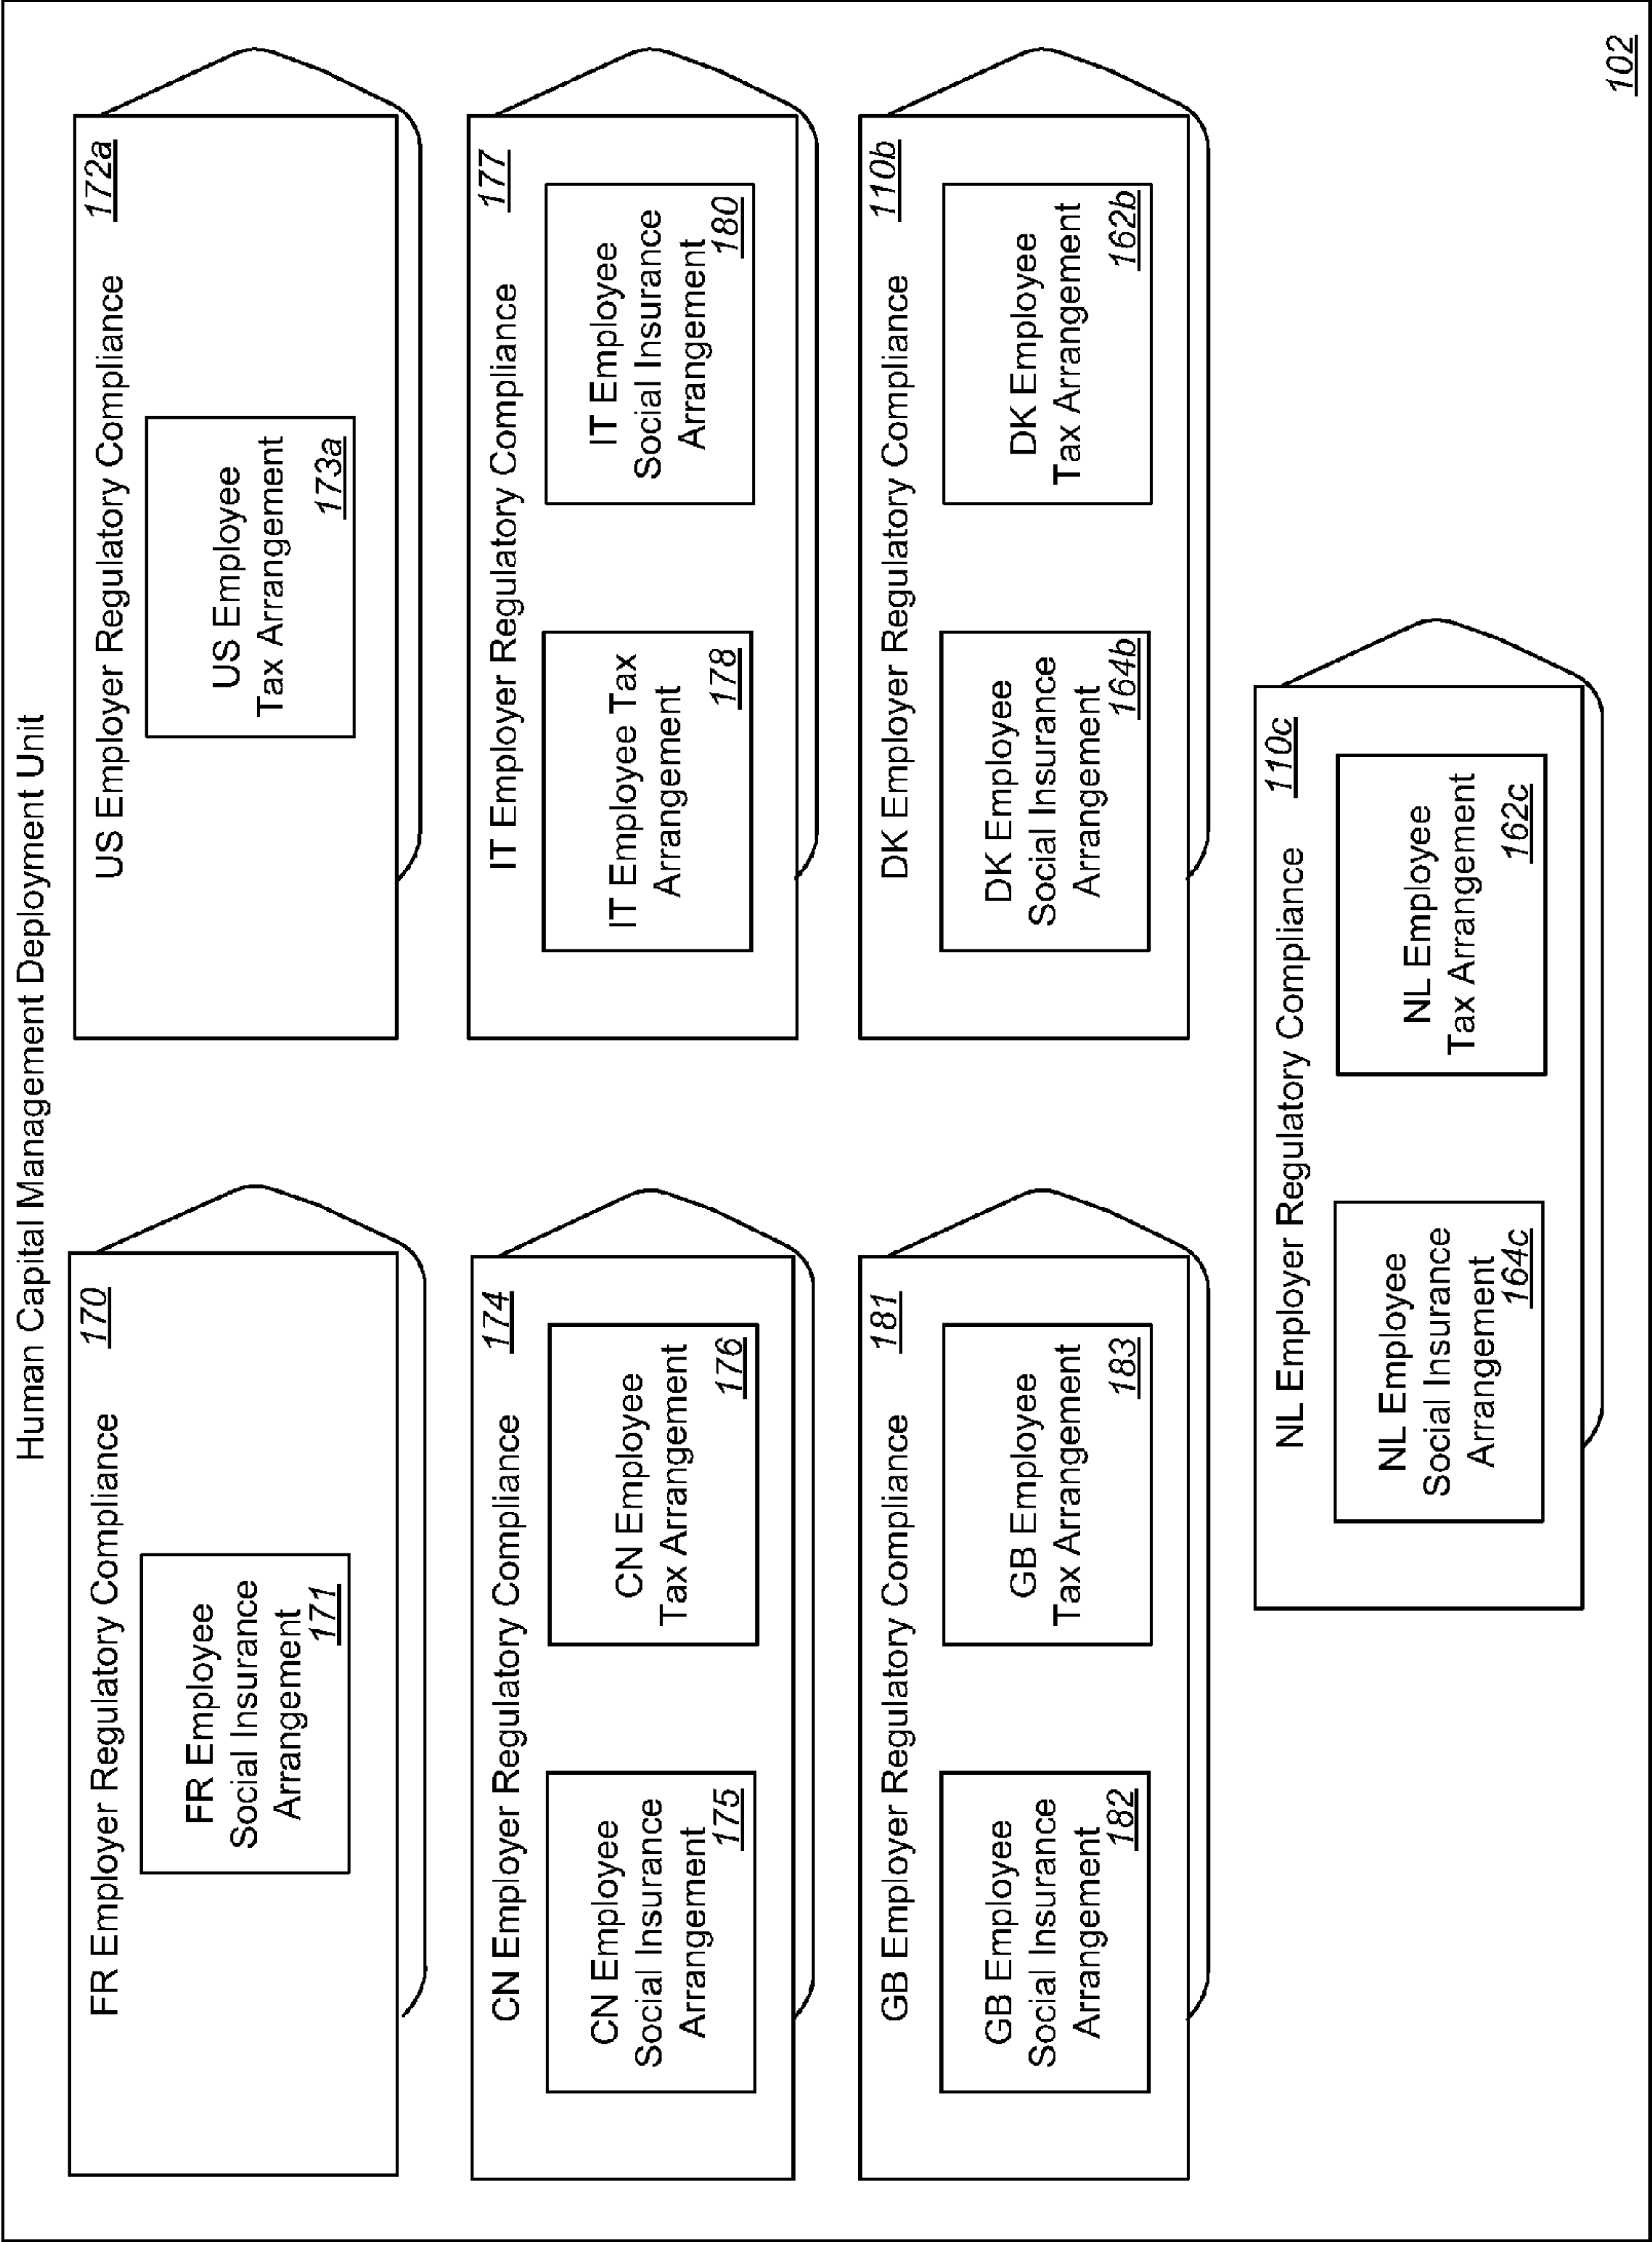 Human Capital Management Deployment Unit
FR Employer Regulatory Compliance
170
FR Employee
Social Insurance
Arrangement
171
US Employer Regulatory Compliance
172a
US Employee
Tax Arrangement
173a
CN Employer Regulatory Compliance
174
CN Employee
Social Insurance
Arrangement
175
CN Employee
Tax Arrangement
176
IT Employer Regulatory Compliance
177
IT Employee Tax
Arrangement
178
IT Employee
Social Insurance
Arrangement
180
GB Employer Regulatory Compliance
181
GB Employee
Social Insurance
Arrangement
182
GB Employee
Tax Arrangement
183
DK Employer Regulatory Compliance
110b
DK Employee
Social Insurance
Arrangement
164b
DK Employee
Tax Arrangement
162b
NL Employer Regulatory Compliance
110c
NL Employee
Social Insurance
Arrangement
164c
NL Employee
Tax Arrangement
162c
102